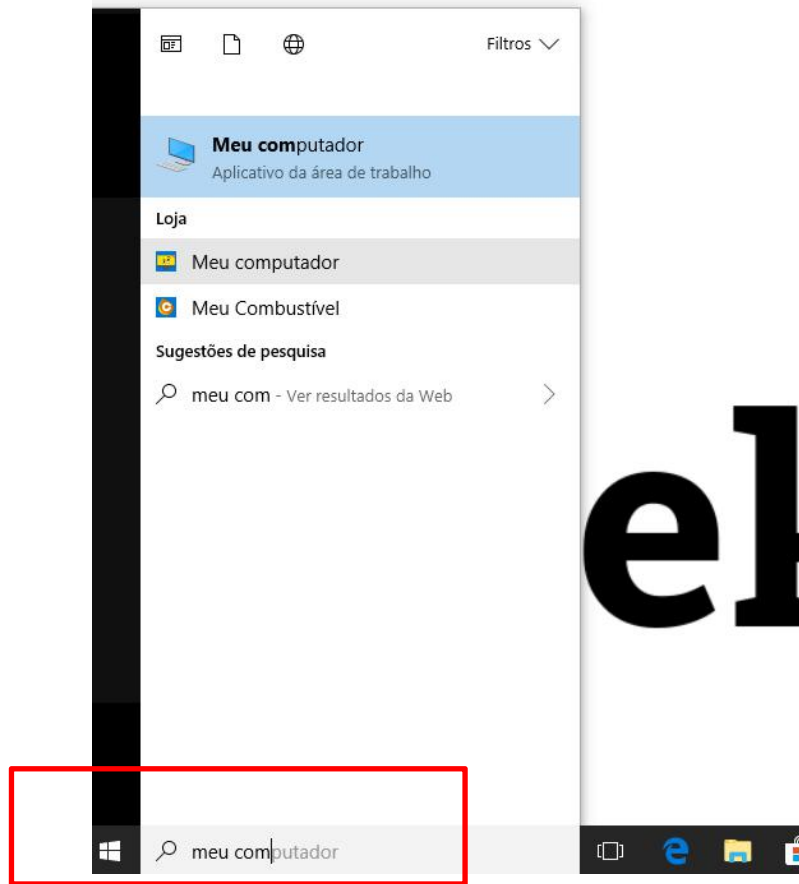 Filtros
Meu computador
Aplicativo da área de trabalho
Loja
Meu computador
Meu Combustível
Sugestões de pesquisa
meu com - Ver resultados da Web
meu computador